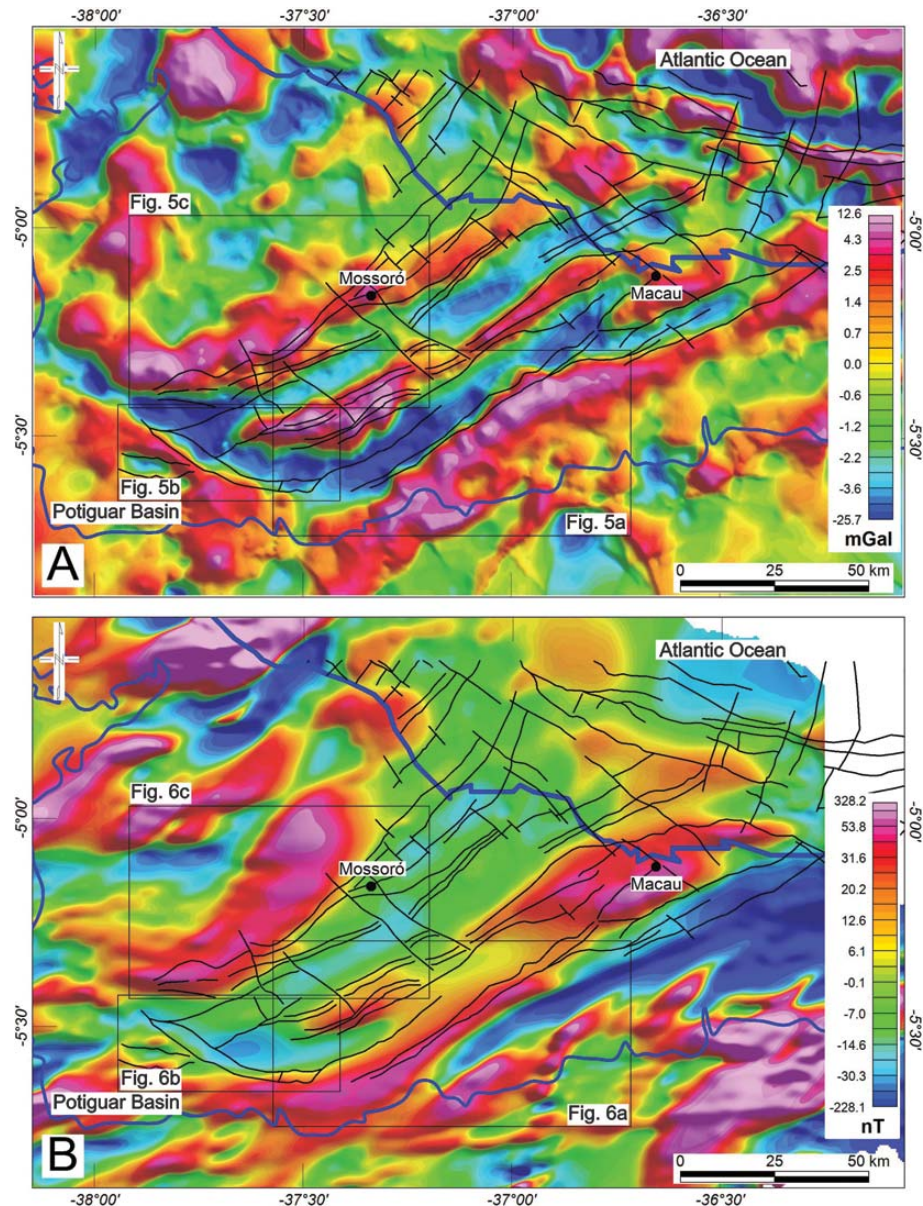 -38°00'
-37°30'
-37°00'
-36°30'
Atlantic Ocean
N
Fig. 5c
12.6
4.3
2.5
1.4
0.7
0.0
-0.6
-1.2
-2.2
-3.6
-25.7
mGal
-5°00'
-5°00'
Mossoró
Macau
-5°30'
-5°30'
Fig. 5b
Potiguar Basin
Fig. 5a
A
0 25 50 km
Atlantic Ocean
N
Fig. 6c
328.2
53.8
31.6
20.2
12.6
6.1
-0.1
-7.0
-14.6
-30.3
-228.1
nT
-5°00'
-5°00'
Mossoró
Macau
-5°30'
-5°30'
Fig. 6b
Potiguar Basin
Fig. 6a
B
0 25 50 km
-38°00'
-37°30'
-37°00'
-36°30'